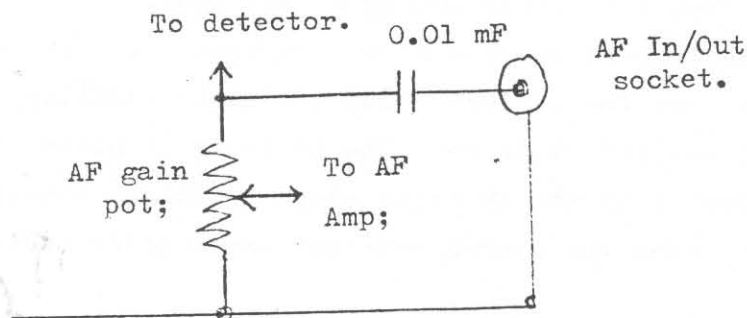 To detector.
0.01 mF
AF In/Out
socket.
AF gain
pot;
To AF
Amp;